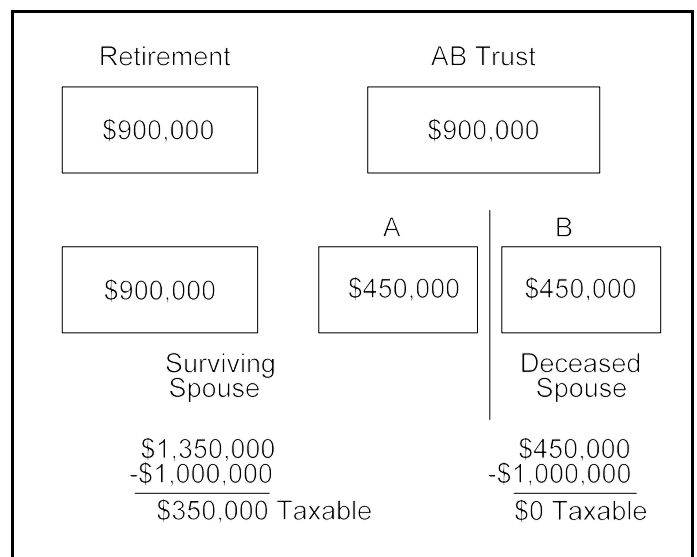 Retirement AB Trust
$900,000 $900,000
A B
$900,000 $450,000 $450,000
Surviving Deceased
Spouse Spouse
$1,350,000 $450,000
-$1,000,000 -$1,000,000
$350,000 Taxable $0 Taxable